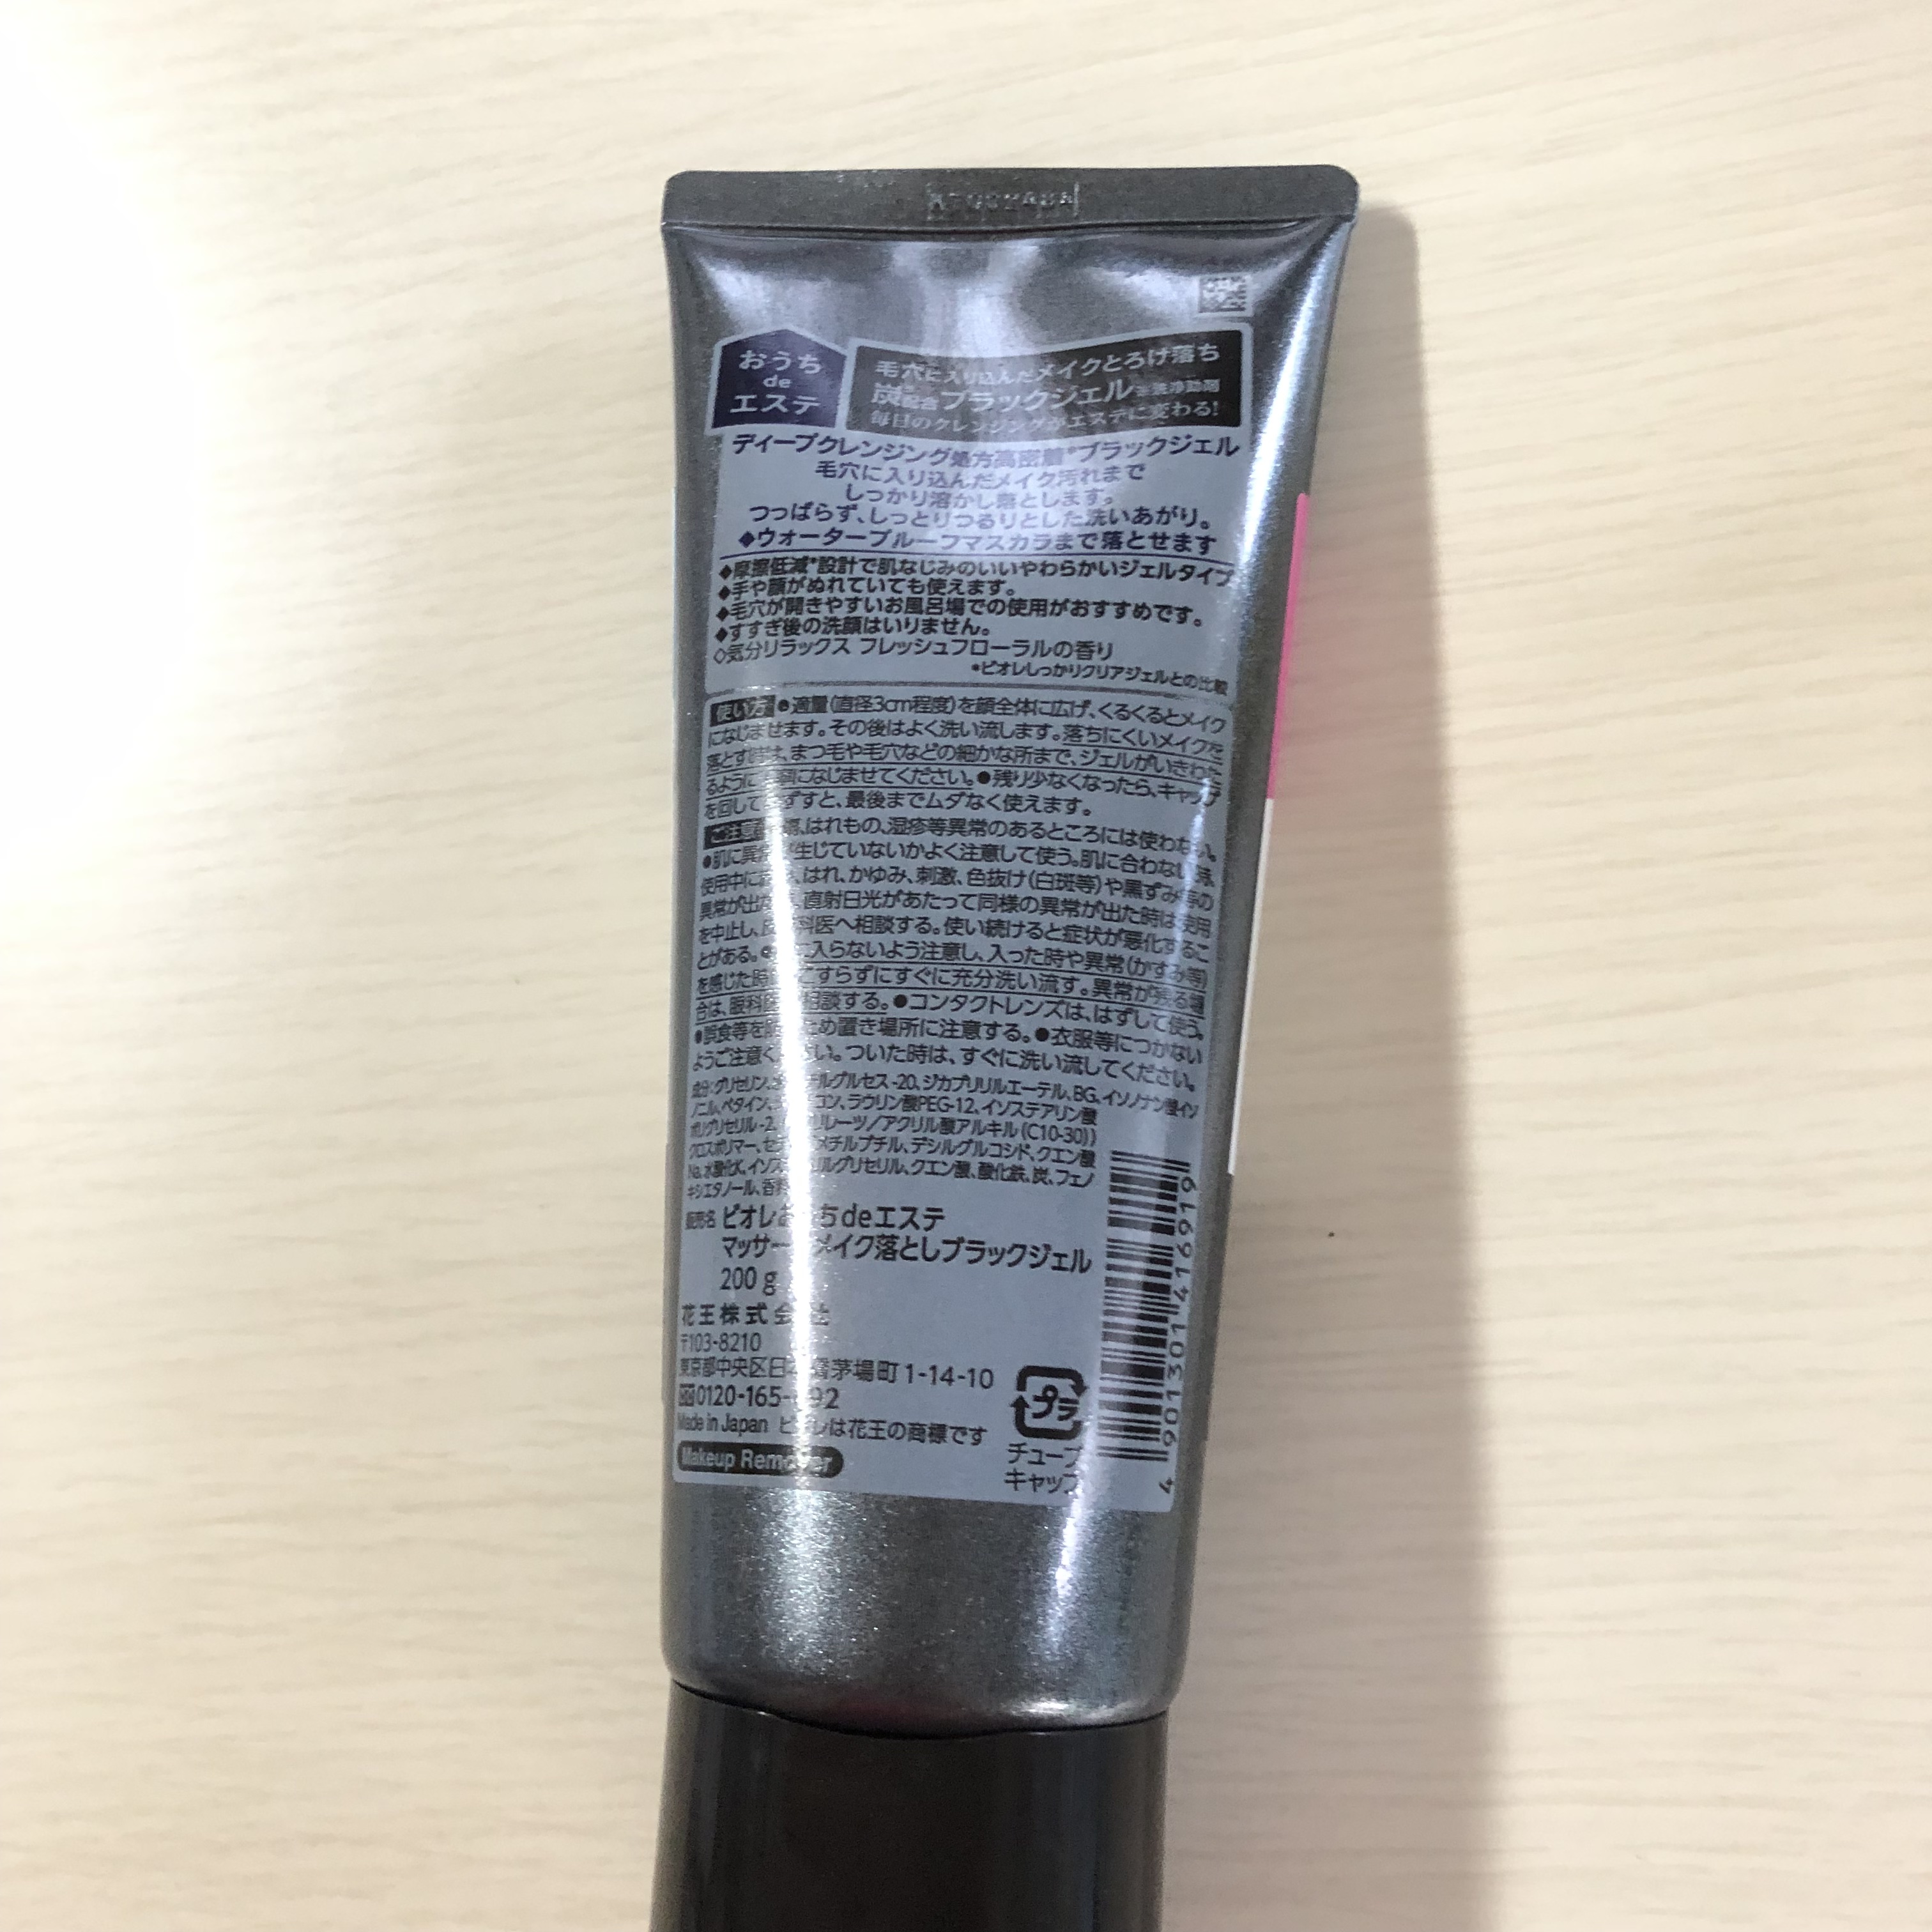 おうち
de
エステ
毛穴に入り込んだメイクとろけ落ち
炭配合ブラックジェル *洗浄助剤
毎日のクレンジングがエステに変わる!
ディープクレンジング処方高密着*ブラックジェル
毛穴に入り込んだメイク汚れまで
しっかり溶かし落とします。
つっぱらず、しっとりつるりとした洗いあがり。
◆ウォータープルーフマスカラまで落とせます
◆摩擦低減*設計で肌なじみのいいやわらかいジェルタイプ
◆手や顔がぬれていても使えます。
◆毛穴が開きやすいお風呂場での使用がおすすめです。
◆すすぎ後の洗顔はいりません。
◇気分リラックス フレッシュフローラルの香り
*ビオレしっかりクリアジェルとの比較
使い方 ●適量(直径3cm程度)を顔全体に広げ、くるくるとメイク
になじませます。その後はよく洗い流します。落ちにくいメイクを
落とす時は、まつ毛や毛穴などの細かな所まで、ジェルがいきわた
るように になじませてください。●残り少なくなったら、キャップ
を回して ずすと、最後までムダなく使えます。
ご注意 、はれもの、湿疹等異常のあるところには使わない。
●肌に異常 生じていないかよく注意して使う。肌に合わない時、
使用中に 、はれ、かゆみ、刺激、色抜け(白斑等)や黒ずみ等の
異常が出 、直射日光があたって同様の異常が出た時は使用
を中止し、 科医へ相談する。使い続けると症状が悪化するこ
とがある。● に入らないよう注意し、入った時や異常(かすみ等)
を感じた時 こすらずにすぐに充分洗い流す。異常が残る場
合は、眼科医 相談する。●コンタクトレンズは、はずして使う。
●誤食等を防 ため置き場所に注意する。●衣服等につかない
ようご注意く い。ついた時は、すぐに洗い流してください。
成分:グリセリン、 チルグルセス-20、ジカプリリルエーテル、BG、イソノナン酸イソ
ノニル、ベタイン、 コン、ラウリン酸PEG-12、イソステアリン酸
ポリグリセリル-2、 リレーツ/アクリル酸アルキル(C10-30))
クロスポリマー、セ メチルブチル、デシルグルコシド、クエン酸
Na、水酸化K、イソス ルグリセリル、クエン酸、酸化鉄、炭、フェノ
キシエタノール、香料
販売名 ビオレおうちdeエステ
マッサー メイク落としブラックジェル
200 g
花王株式会社
〒103-8210
東京都中央区日本橋茅場町1-14-10
0120-165- 92
Made in Japan ビオレは花王の商標です
Makeup Remover
プラ
チューブ
キャップ
4 901301 416919